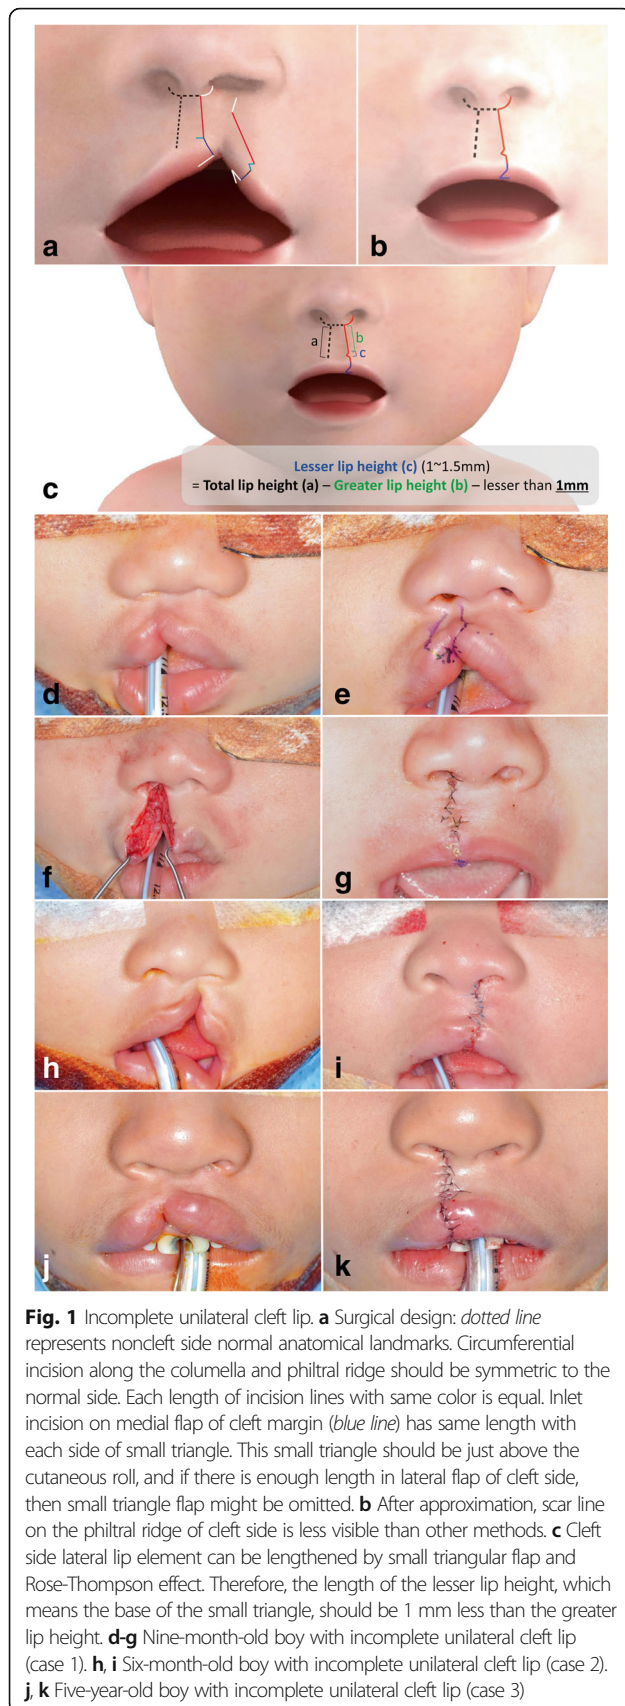 a
b
a
b
c
Lesser lip height (c) (1~1.5mm)
= Total lip height (a) – Greater lip height (b) – lesser than 1mm
c
d
e
f
g
h
i
j
k
Fig. 1 Incomplete unilateral cleft lip. a Surgical design: dotted line
represents noncleft side normal anatomical landmarks. Circumferential
incision along the columella and philtral ridge should be symmetric to the
normal side. Each length of incision lines with same color is equal. Inlet
incision on medial flap of cleft margin (blue line) has same length with
each side of small triangle. This small triangle should be just above the
cutaneous roll, and if there is enough length in lateral flap of cleft side,
then small triangle flap might be omitted. b After approximation, scar line
on the philtral ridge of cleft side is less visible than other methods. c Cleft
side lateral lip element can be lengthened by small triangular flap and
Rose-Thompson effect. Therefore, the length of the lesser lip height, which
means the base of the small triangle, should be 1 mm less than the greater
lip height. d-g Nine-month-old boy with incomplete unilateral cleft lip
(case 1). h, i Six-month-old boy with incomplete unilateral cleft lip (case 2).
j, k Five-year-old boy with incomplete unilateral cleft lip (case 3)